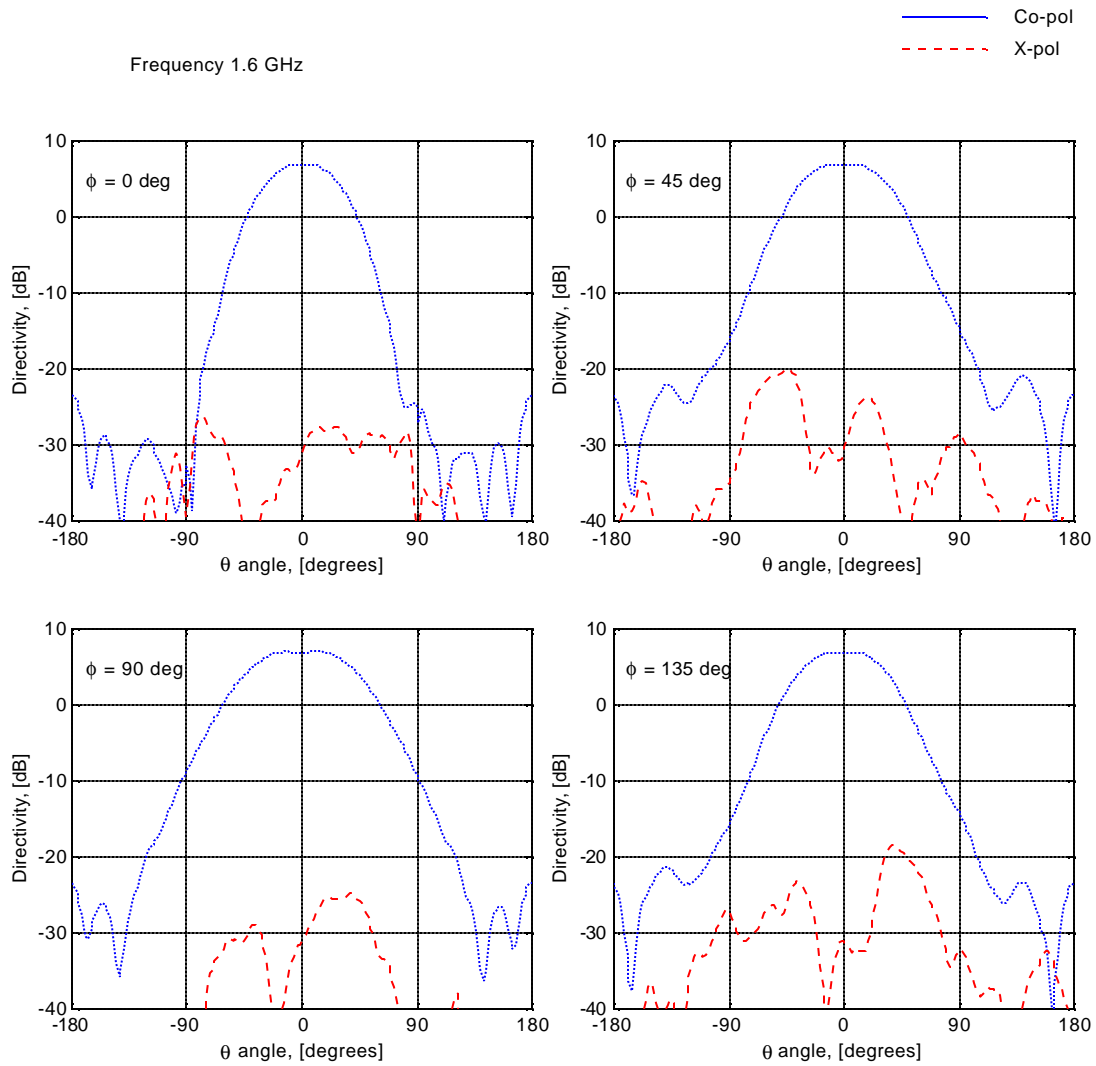 Co-pol
X-pol
Frequency 1.6 GHz
10
0
-10
-20
-30
-40
Directivity, [dB]
ϕ = 0 deg
-180
-90
0
90
180
θ angle, [degrees]
10
0
-10
-20
-30
-40
Directivity, [dB]
ϕ = 45 deg
-180
-90
0
90
180
θ angle, [degrees]
10
0
-10
-20
-30
-40
Directivity, [dB]
ϕ = 90 deg
-180
-90
0
90
180
θ angle, [degrees]
10
0
-10
-20
-30
-40
Directivity, [dB]
ϕ = 135 deg
-180
-90
0
90
180
θ angle, [degrees]